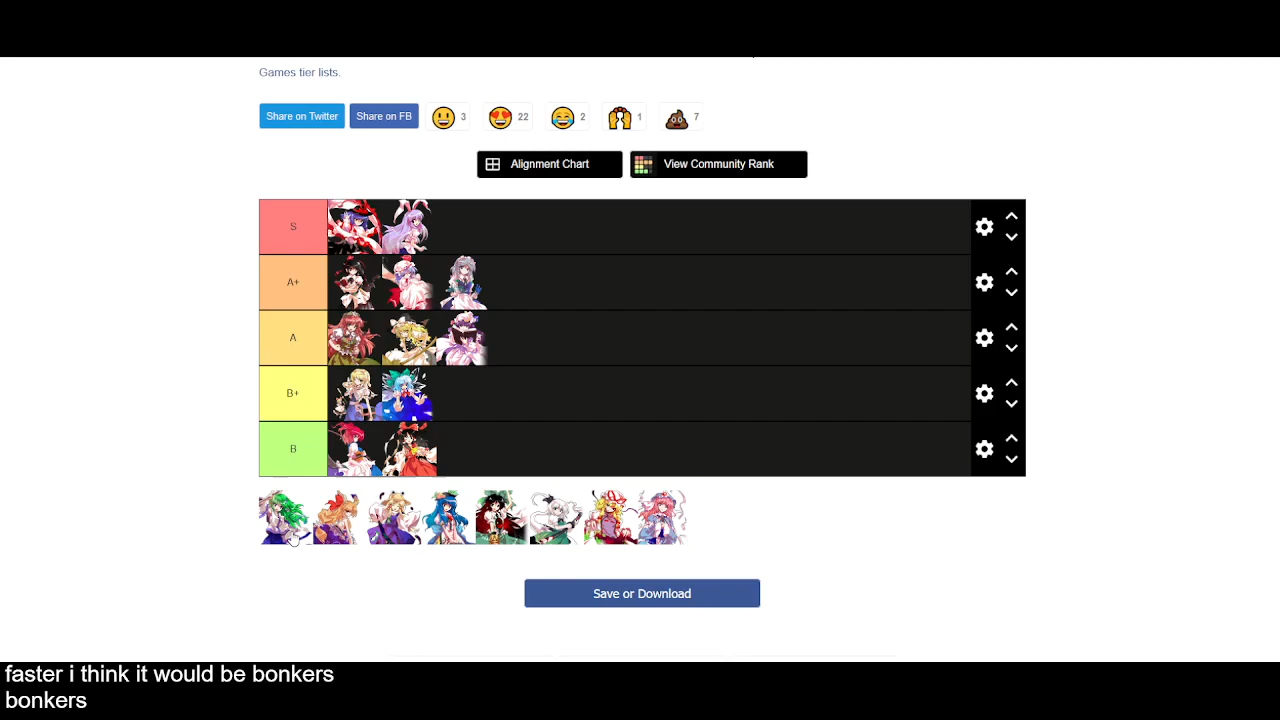 Games tier lists.
Share on Twitter Share on FB 3 22 2 1 7
Alignment Chart View Community Rank
S
A+
A
B+
B
Save or Download
faster i think it would be bonkers
bonkers